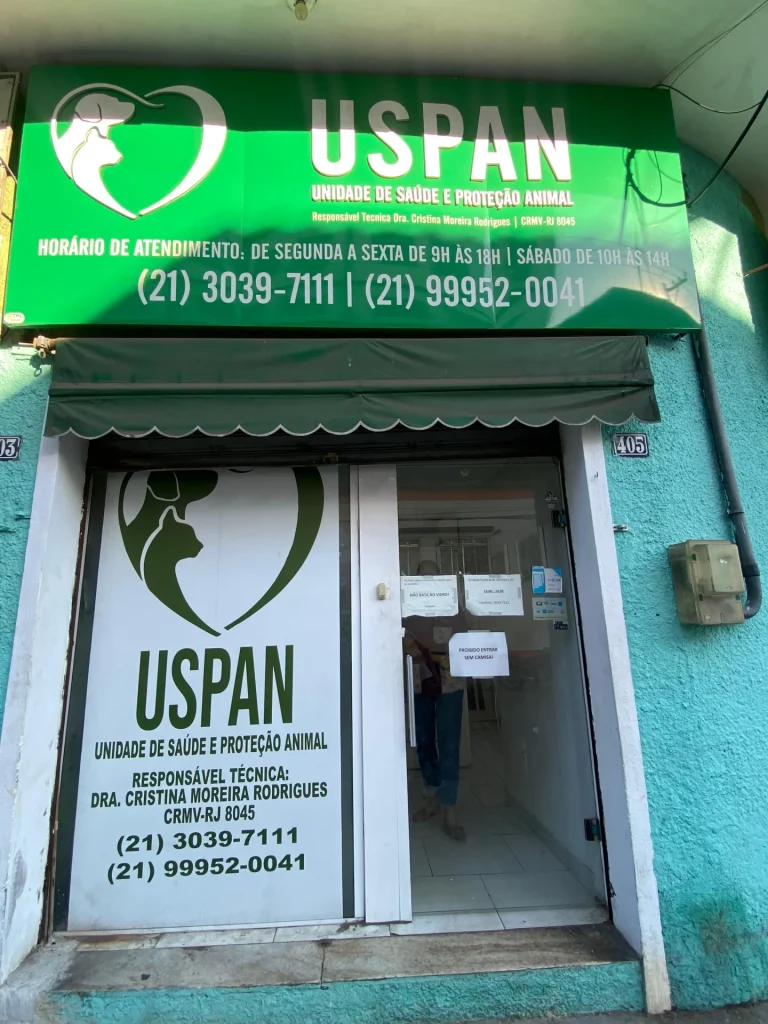 USPAN
UNIDADE DE SAÚDE E PROTEÇÃO ANIMAL
Responsável Tecnica Dra. Cristina Moreira Rodrigues | CRMV-RJ 8045
HORÁRIO DE ATENDIMENTO: DE SEGUNDA A SEXTA DE 9H ÀS 18H | SÁBADO DE 10H ÀS 14H
(21) 3039-7111 | (21) 99952-0041
03
405
NÃO BATA NO VIDRO!
PROIBIDO ENTRAR
SEM CAMISA!
USPAN
UNIDADE DE SAÚDE E PROTEÇÃO ANIMAL
RESPONSÁVEL TÉCNICA:
DRA. CRISTINA MOREIRA RODRIGUES
CRMV-RJ 8045
(21) 3039-7111
(21) 99952-0041